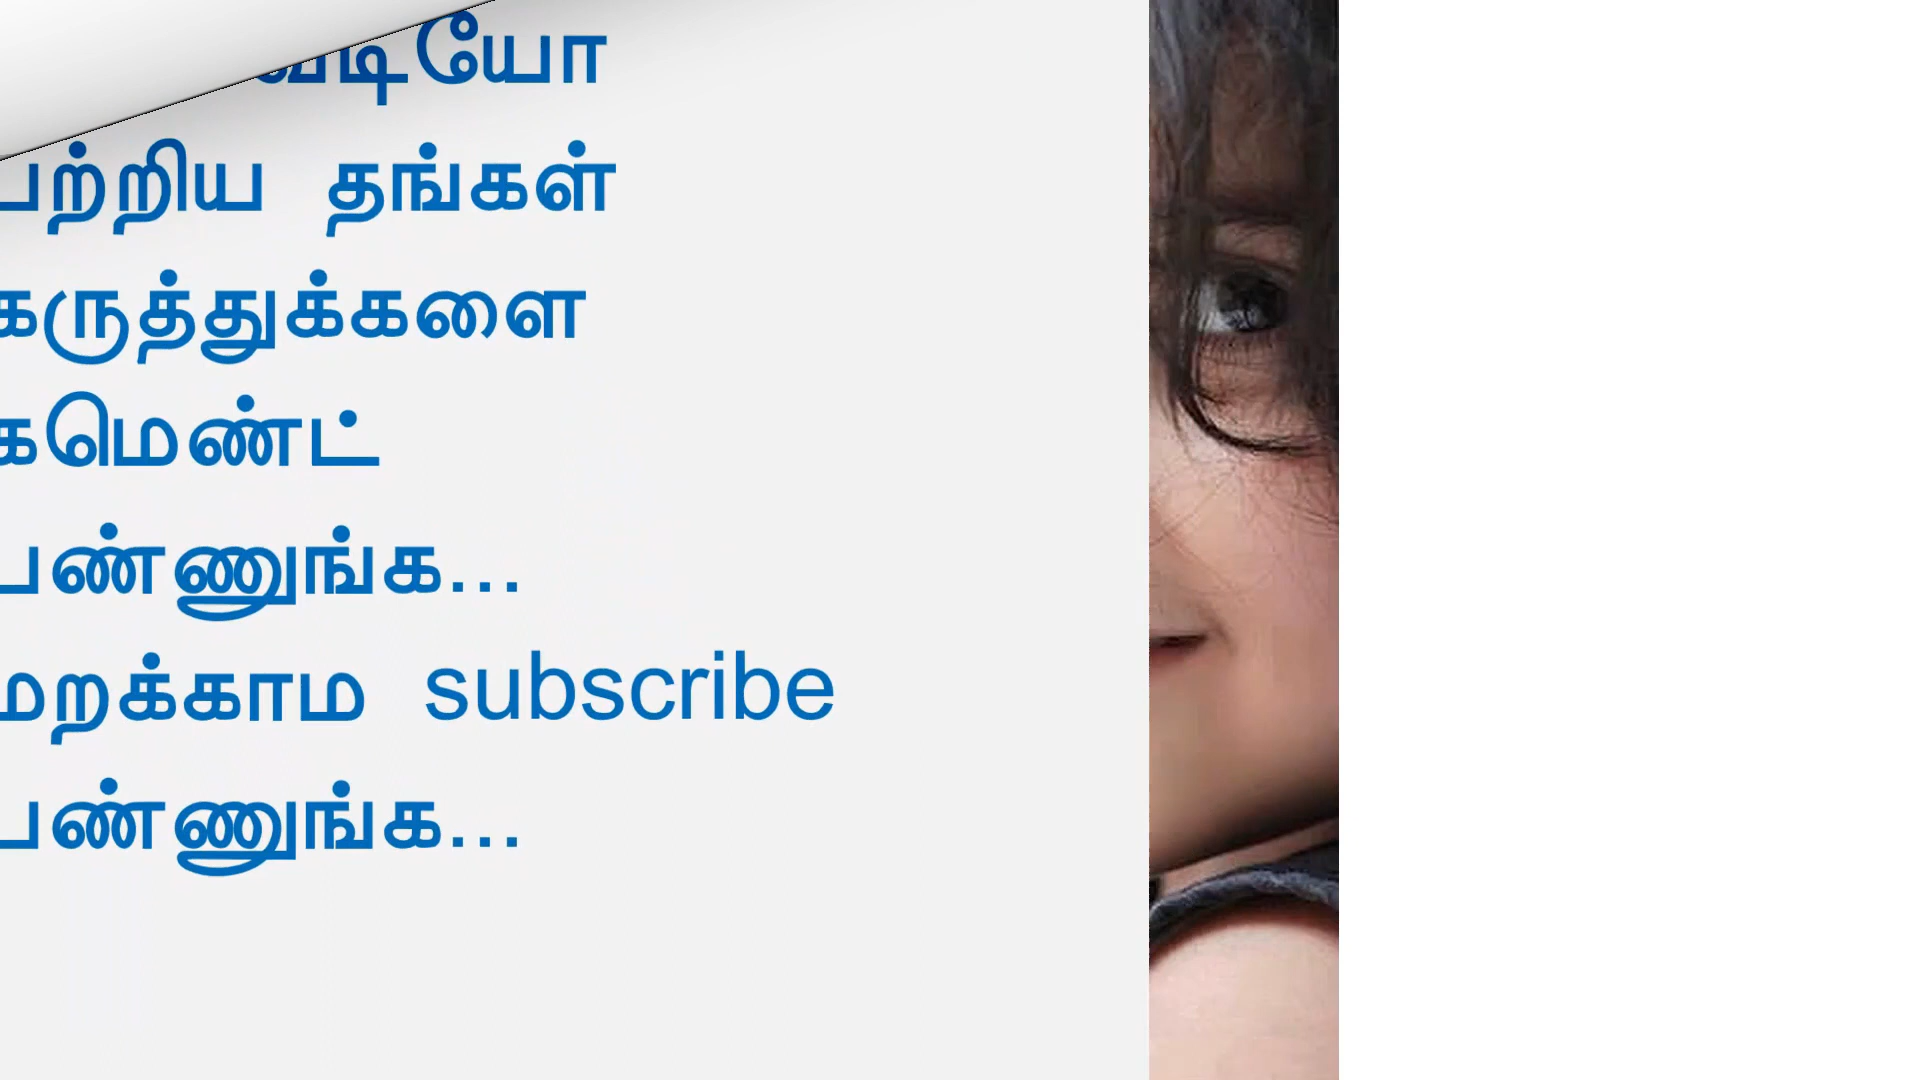 பற்றிய தங்கள்
கருத்துக்களை
கமெண்ட்
பண்ணுங்க...
மறக்காம subscribe
பண்ணுங்க...